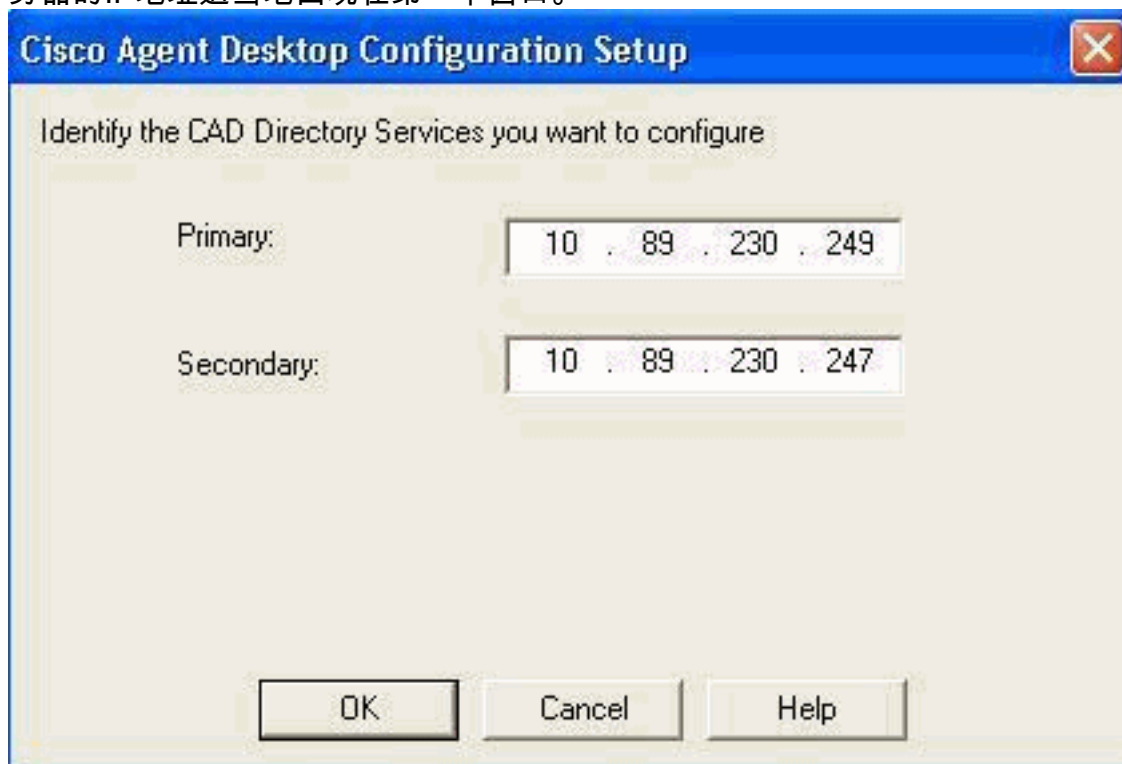 Cisco Agent Desktop Configuration Setup
Identify the CAD Directory Services you want to configure
Primary:
10 . 89 . 230 . 249
Secondary:
10 . 89 . 230 . 247
OK
Cancel
Help